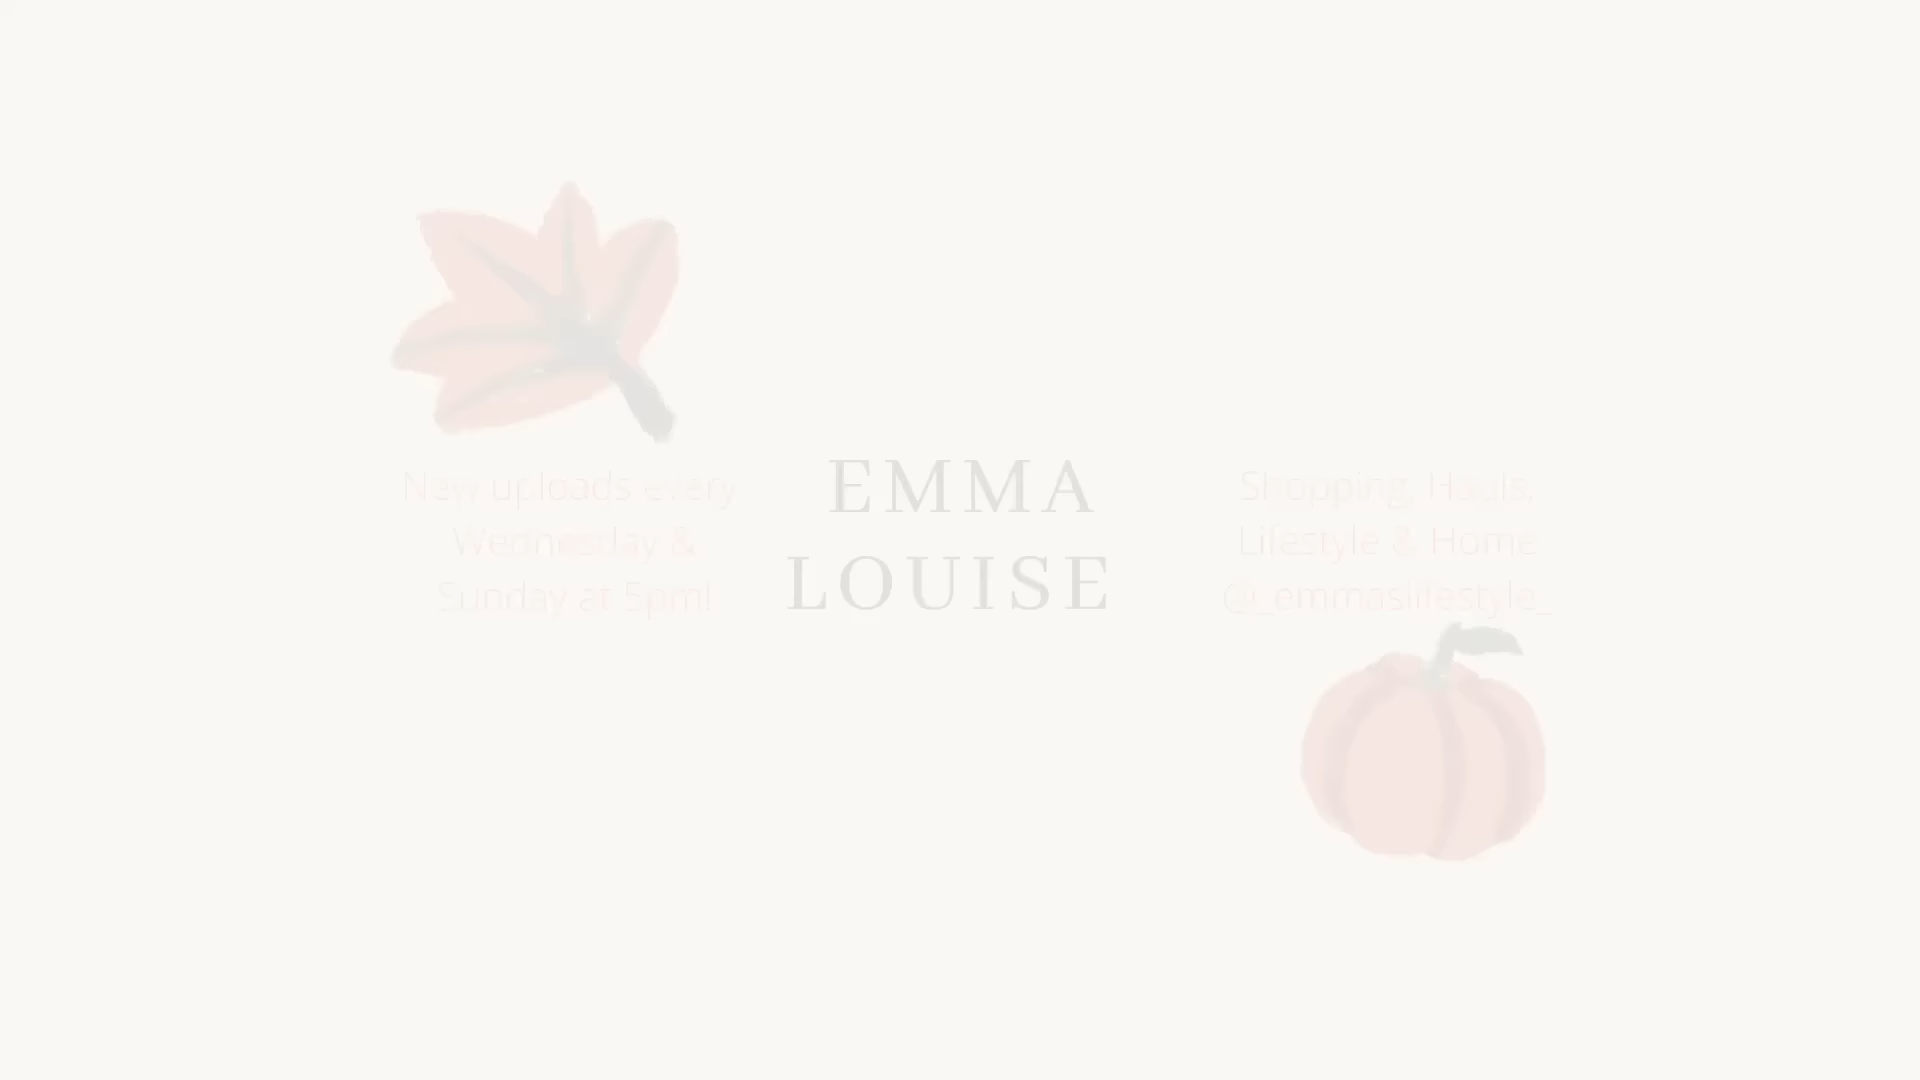 New uploads every
Wednesday &
Sunday at 5pm!
EMMA
LOUISE
Shopping, Hauls,
Lifestyle & Home
@_emmaslifestyle_